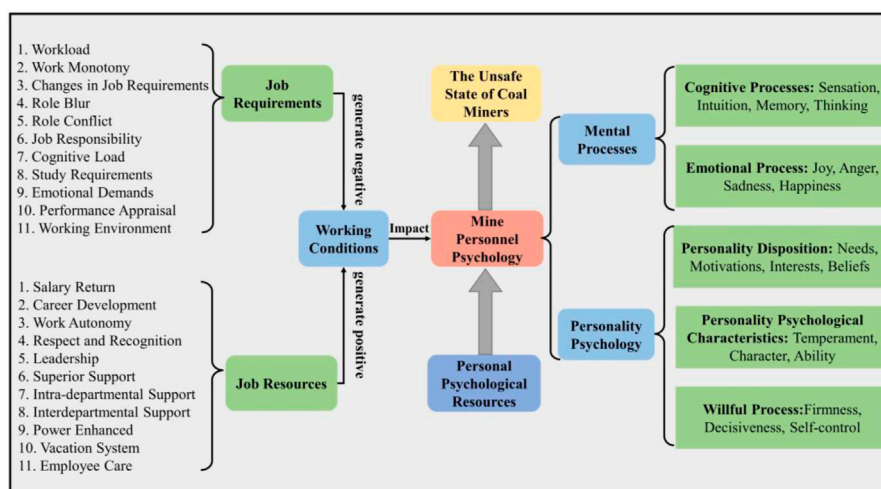 1. Workload
2. Work Monotony
3. Changes in Job Requirements
4. Role Blur
5. Role Conflict
6. Job Responsibility
7. Cognitive Load
8. Study Requirements
9. Emotional Demands
10. Performance Appraisal
11. Working Environment
Job
Requirements
generate negative
1. Salary Return
2. Career Development
3. Work Autonomy
4. Respect and Recognition
5. Leadership
6. Superior Support
7. Intra-departmental Support
8. Interdepartmental Support
9. Power Enhanced
10. Vacation System
11. Employee Care
Job Resources
generate positive
Working
Conditions
Impact
The Unsafe
State of Coal
Miners
Mine
Personnel
Psychology
Personal
Psychological
Resources
Mental
Processes
Cognitive Processes: Sensation,
Intuition, Memory, Thinking
Emotional Process: Joy, Anger,
Sadness, Happiness
Personality
Psychology
Personality Disposition: Needs,
Motivations, Interests, Beliefs
Personality Psychological
Characteristics: Temperament,
Character, Ability
Willful Process:Firmness,
Decisiveness, Self-control